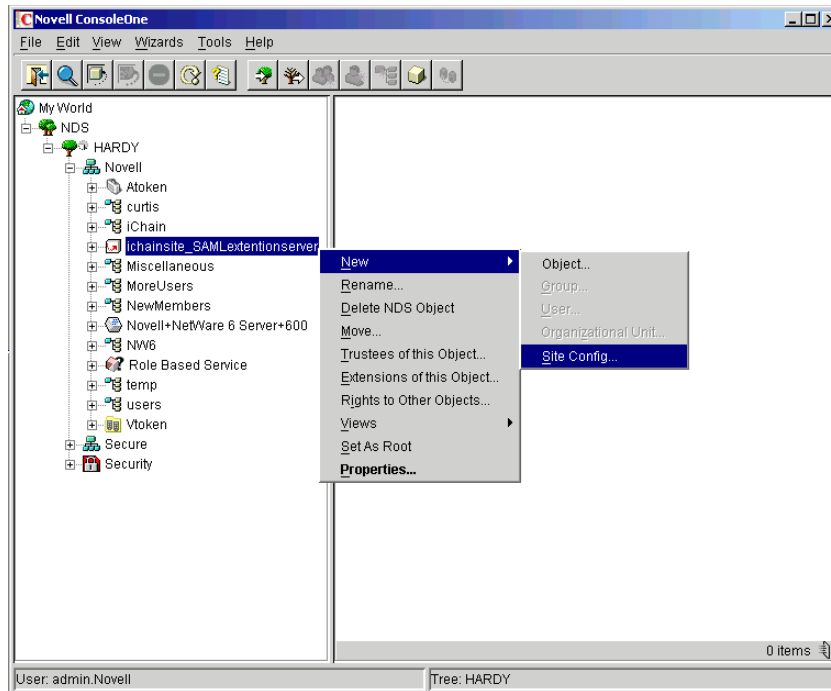 Novell ConsoleOne
File Edit View Wizards Tools Help
My World
NDS
HARDY
Novell
Atoken
curtis
iChain
ichainsite_SAMLextentionserver
Miscellaneous
MoreUsers
NewMembers
Novell+NetWare 6 Server+600
NW6
Role Based Service
temp
users
Vtoken
Secure
Security
New
Rename...
Delete NDS Object
Move...
Trustees of this Object...
Extensions of this Object...
Rights to Other Objects...
Views
Set As Root
Properties...
Object...
Group...
User...
Organizational Unit...
Site Config...
0 items
User: admin.Novell
Tree: HARDY